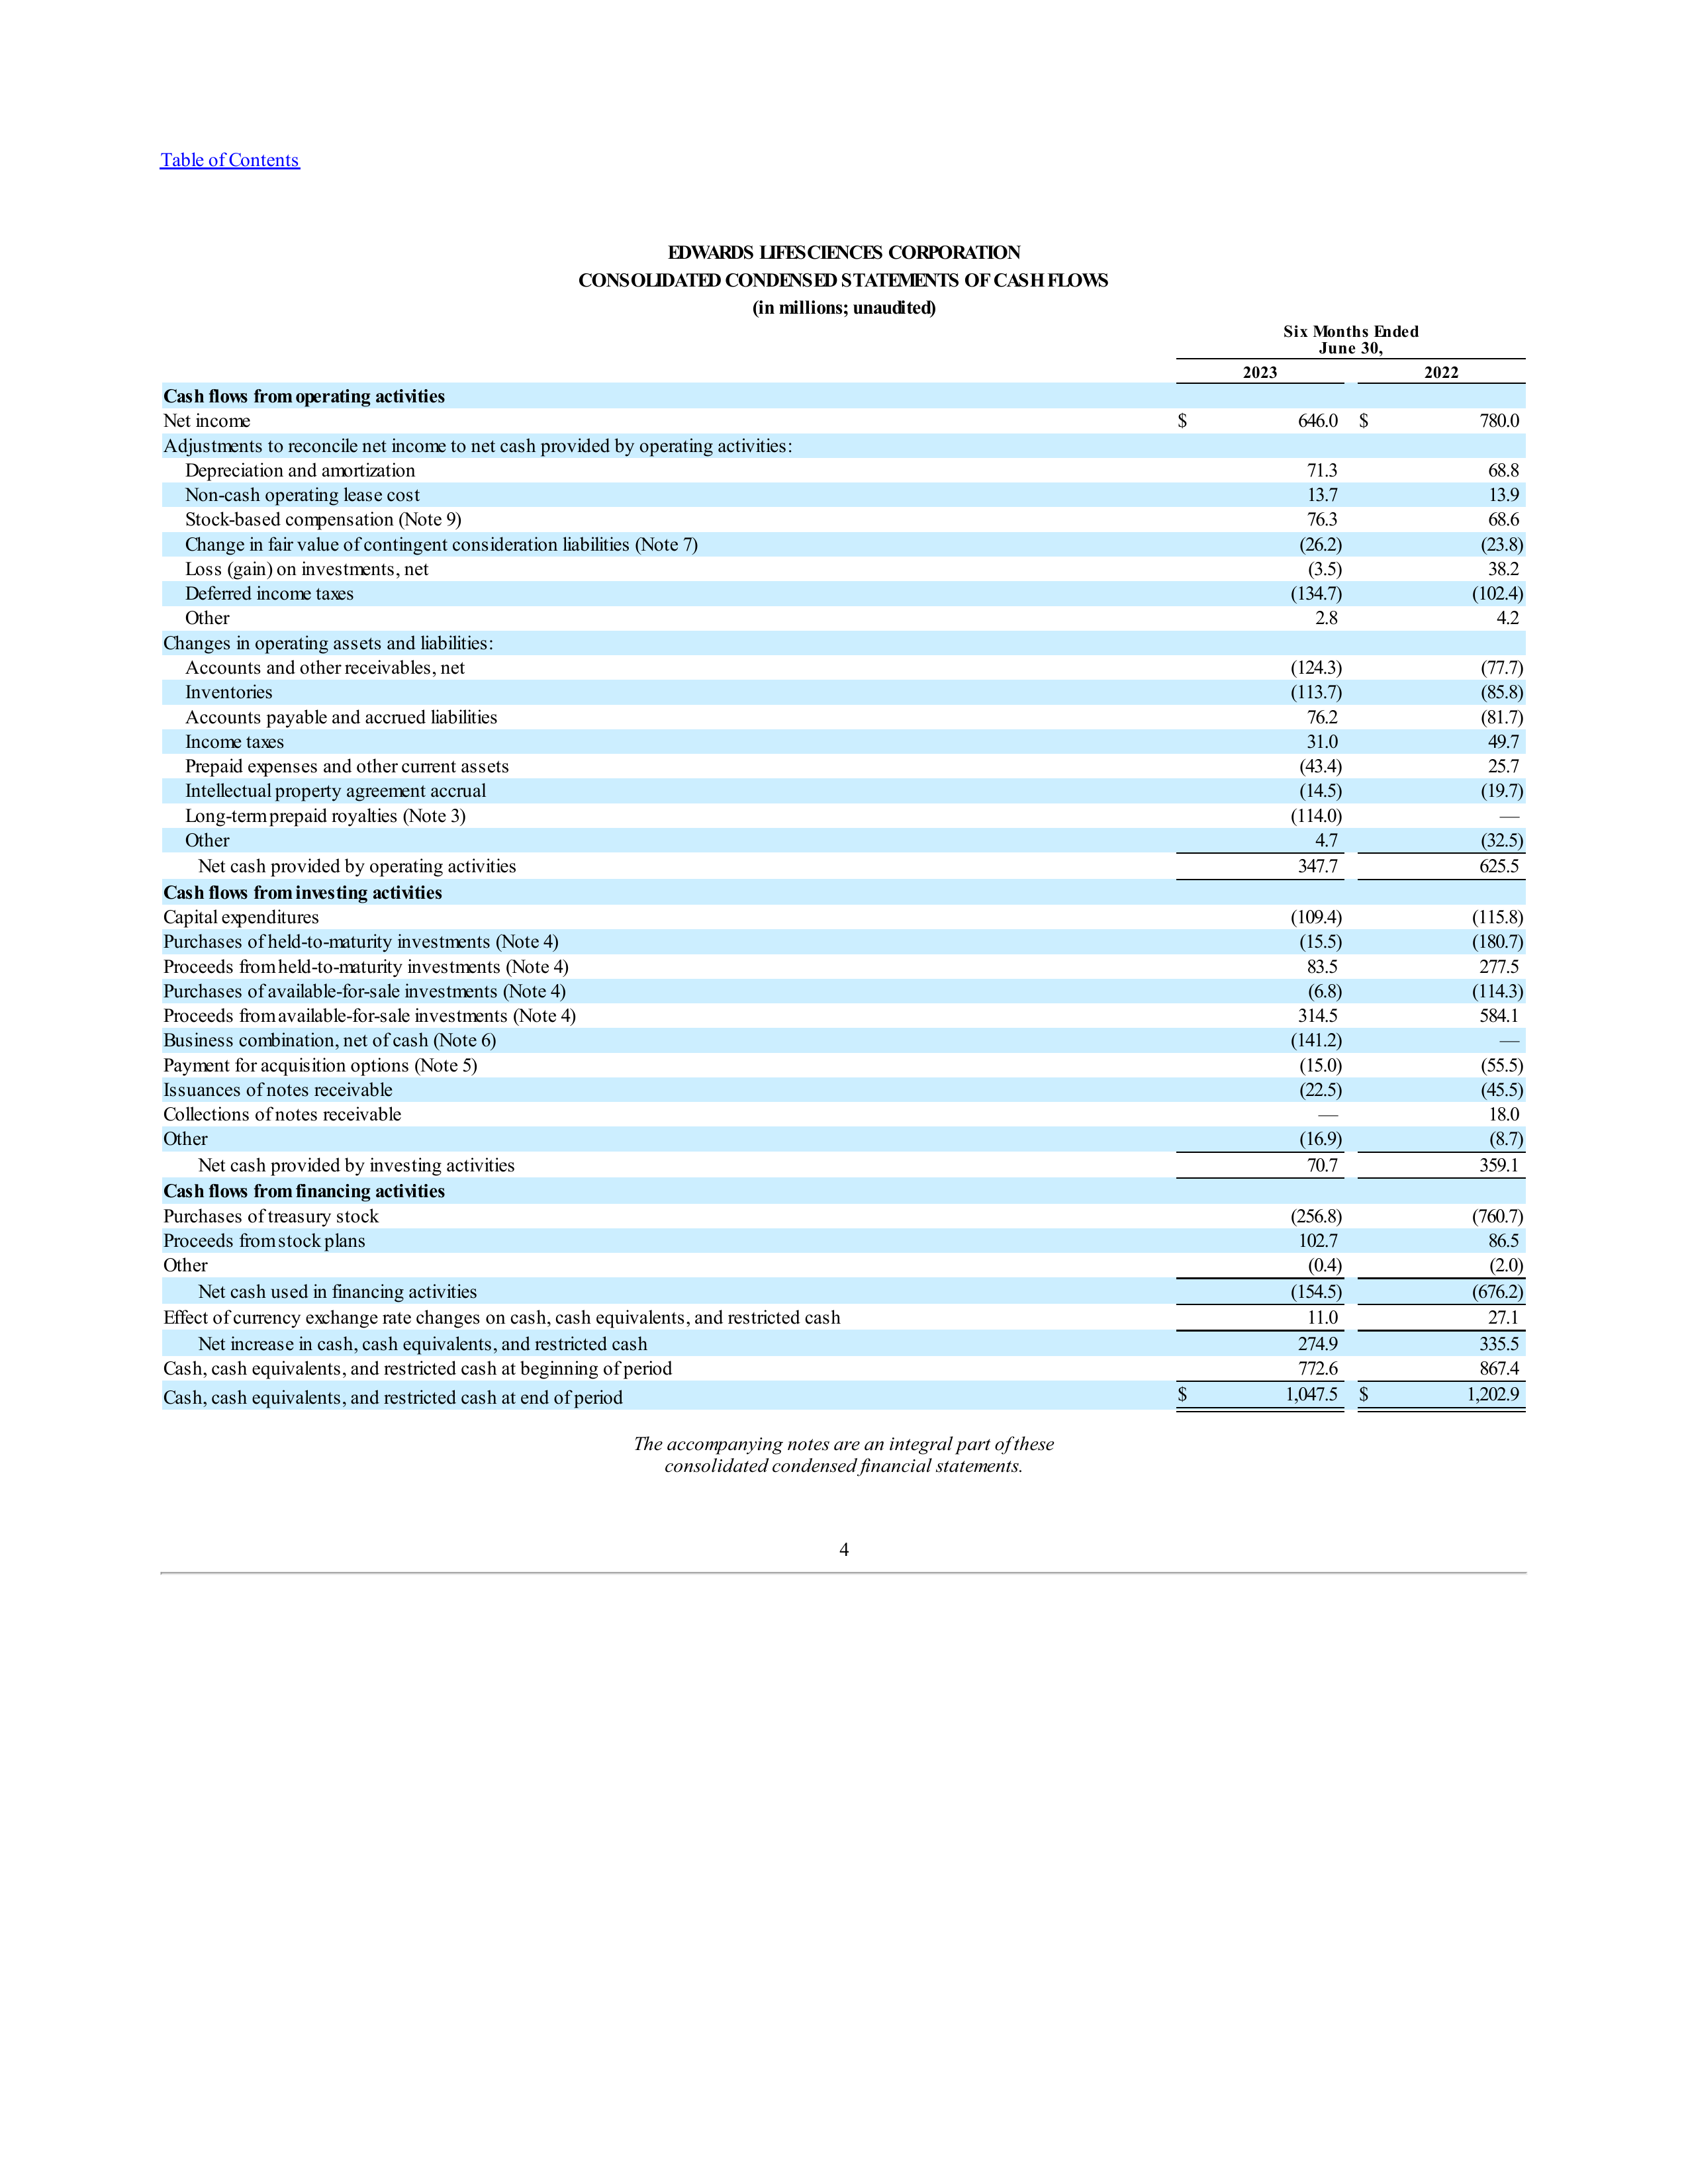 Table of Contents
EDWARDS LIFESCIENCES CORPORATION
CONSOLIDATED CONDENSED STATEMENTS OF CASH FLOWS
(in millions; unaudited)
Six Months Ended
June 30,
2023 2022
Cash flows from operating activities
Net income $ 646.0 $ 780.0
Adjustments to reconcile net income to net cash provided by operating activities:
Depreciation and amortization 71.3 68.8
Non-cash operating lease cost 13.7 13.9
Stock-based compensation (Note 9) 76.3 68.6
Change in fair value of contingent consideration liabilities (Note 7) (26.2) (23.8)
Loss (gain) on investments, net (3.5) 38.2
Deferred income taxes (134.7) (102.4)
Other 2.8 4.2
Changes in operating assets and liabilities:
Accounts and other receivables, net (124.3) (77.7)
Inventories (113.7) (85.8)
Accounts payable and accrued liabilities 76.2 (81.7)
Income taxes 31.0 49.7
Prepaid expenses and other current assets (43.4) 25.7
Intellectual property agreement accrual (14.5) (19.7)
Long-term prepaid royalties (Note 3) (114.0) —
Other 4.7 (32.5)
Net cash provided by operating activities 347.7 625.5
Cash flows from investing activities
Capital expenditures (109.4) (115.8)
Purchases of held-to-maturity investments (Note 4) (15.5) (180.7)
Proceeds from held-to-maturity investments (Note 4) 83.5 277.5
Purchases of available-for-sale investments (Note 4) (6.8) (114.3)
Proceeds from available-for-sale investments (Note 4) 314.5 584.1
Business combination, net of cash (Note 6) (141.2) —
Payment for acquisition options (Note 5) (15.0) (55.5)
Issuances of notes receivable (22.5) (45.5)
Collections of notes receivable — 18.0
Other (16.9) (8.7)
Net cash provided by investing activities 70.7 359.1
Cash flows from financing activities
Purchases of treasury stock (256.8) (760.7)
Proceeds from stock plans 102.7 86.5
Other (0.4) (2.0)
Net cash used in financing activities (154.5) (676.2)
Effect of currency exchange rate changes on cash, cash equivalents, and restricted cash 11.0 27.1
Net increase in cash, cash equivalents, and restricted cash 274.9 335.5
Cash, cash equivalents, and restricted cash at beginning of period 772.6 867.4
Cash, cash equivalents, and restricted cash at end of period $ 1,047.5 $ 1,202.9
The accompanying notes are an integral part of these
consolidated condensed financial statements.
4